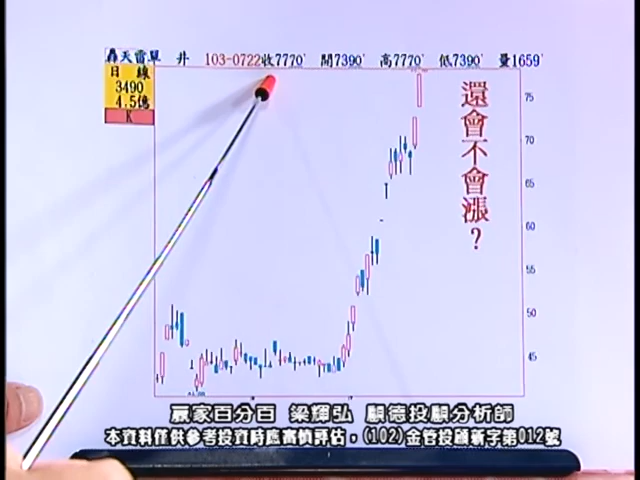 轟天雷單 井 103-0722收7770' 開7390' 高7770' 低7390' 量1659'
日 線
3490
4.5億
K
75
70
65
60
55
50
45
還會不會漲？
贏家百分百 梁輝弘 顧德投顧分析師
本資料僅供參考投資時應審慎評估，(102)金管投顧新字第012號